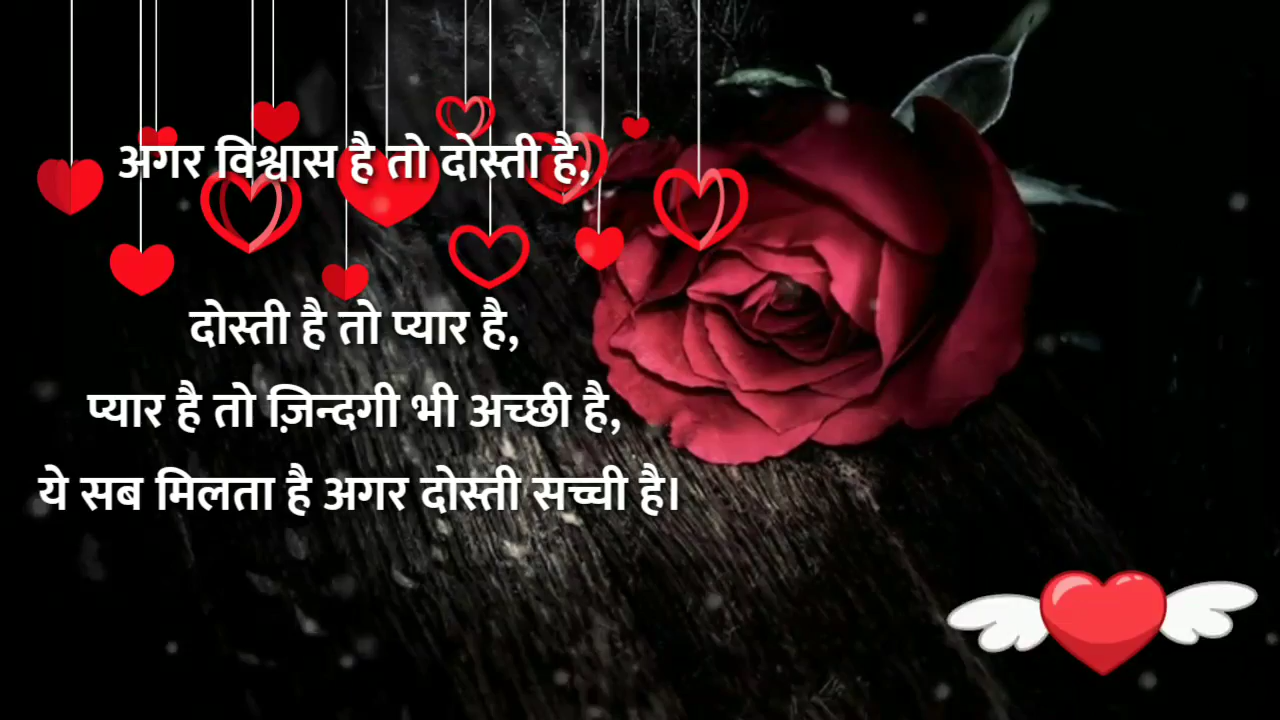 अगर विश्वास है तो दोस्ती है,
दोस्ती है तो प्यार है,
प्यार है तो ज़िन्दगी भी अच्छी है,
ये सब मिलता है अगर दोस्ती सच्ची है।